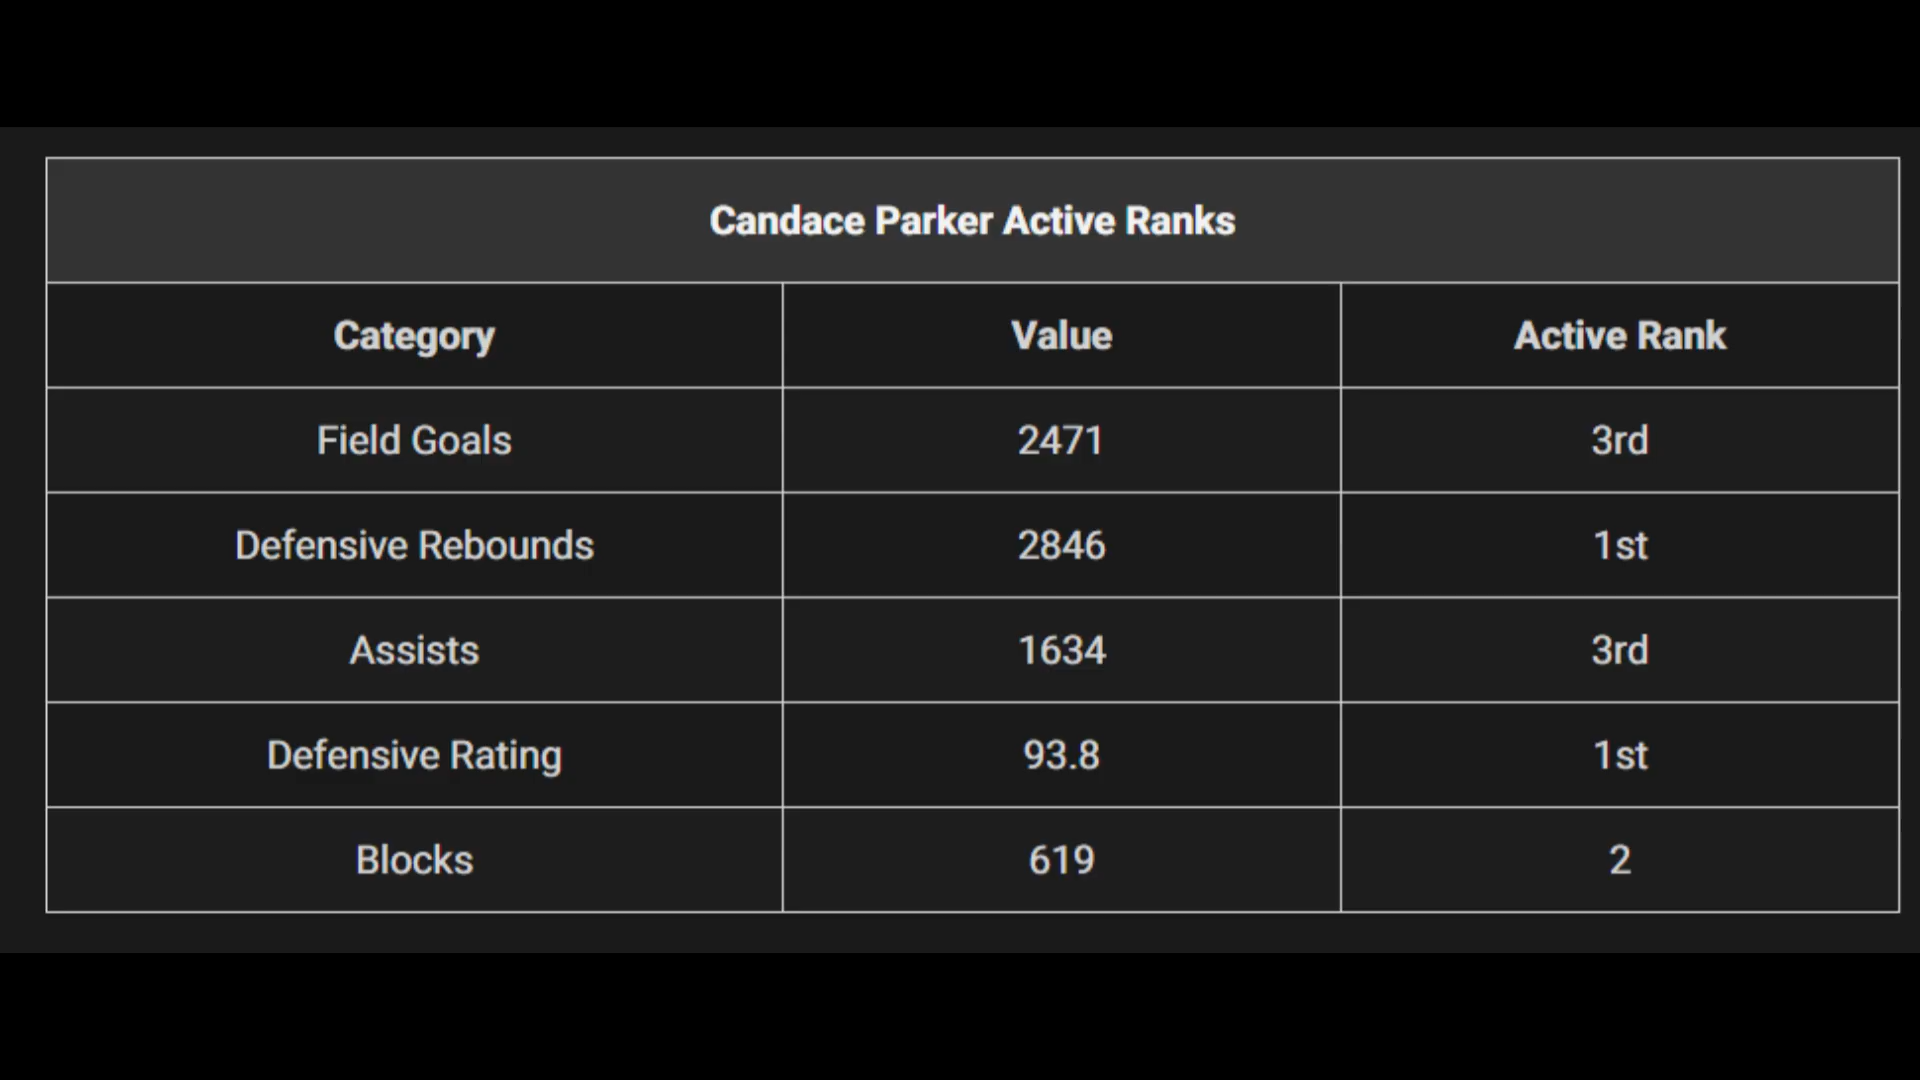 Candace Parker Active Ranks
Category Value Active Rank
Field Goals 2471 3rd
Defensive Rebounds 2846 1st
Assists 1634 3rd
Defensive Rating 93.8 1st
Blocks 619 2